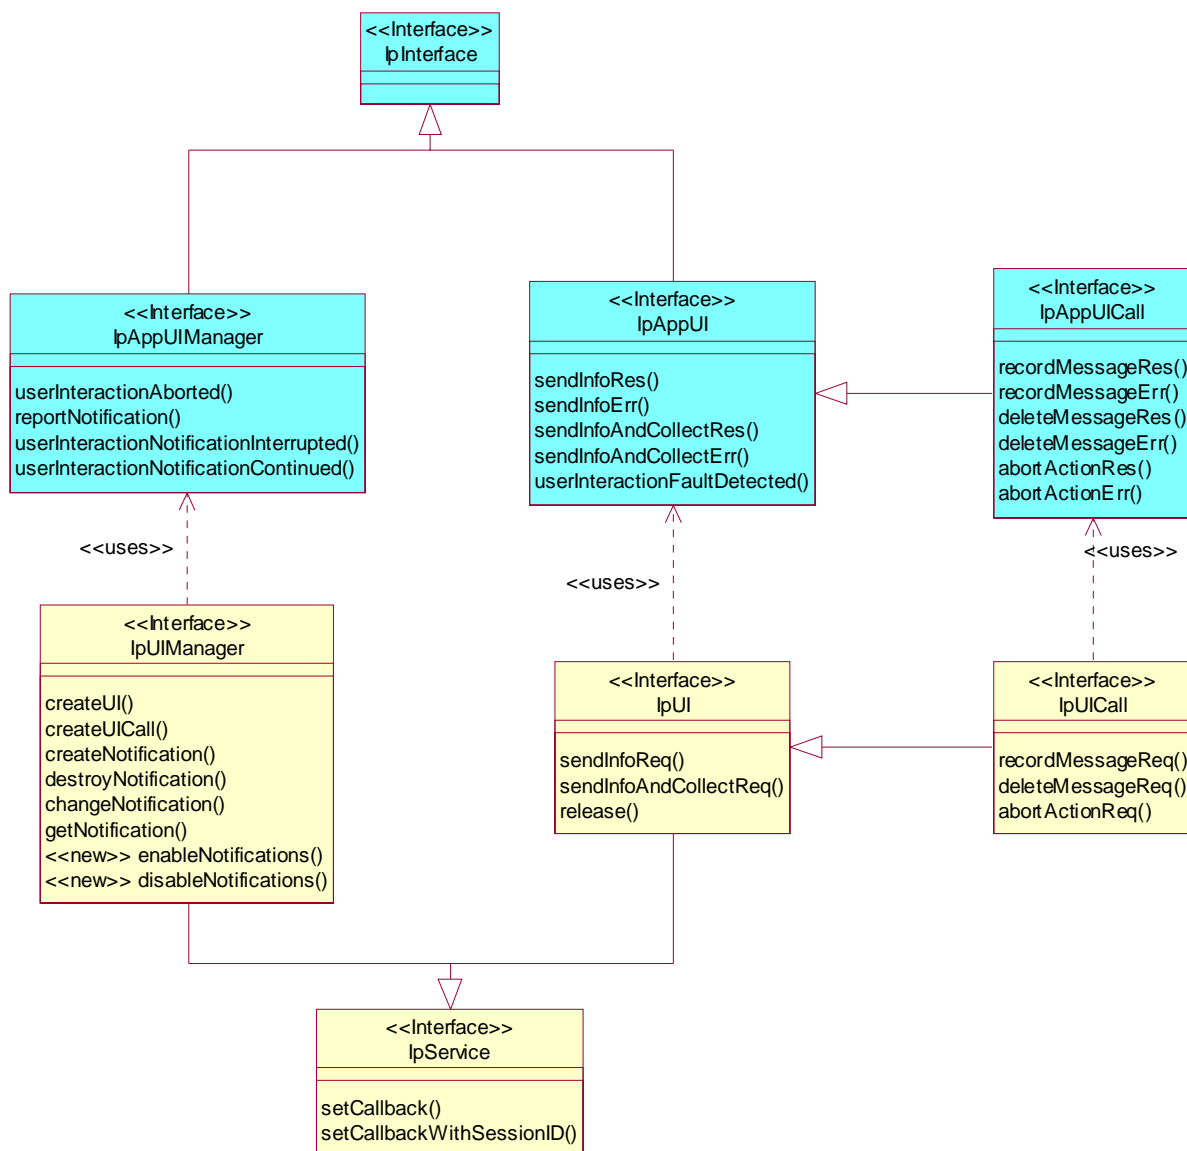 <<Interface>>
IpInterface
<<Interface>>
IpAppUIManager
userInteractionAborted()
reportNotification()
userInteractionNotificationInterrupted()
userInteractionNotificationContinued()
<<Interface>>
IpAppUI
sendInfoRes()
sendInfoErr()
sendInfoAndCollectRes()
sendInfoAndCollectErr()
userInteractionFaultDetected()
<<Interface>>
IpAppUICall
recordMessageRes()
recordMessageErr()
deleteMessageRes()
deleteMessageErr()
abortActionRes()
abortActionErr()
<<uses>>
<<uses>>
<<uses>>
<<Interface>>
IpUIManager
createUI()
createUICall()
createNotification()
destroyNotification()
changeNotification()
getNotification()
<<new>> enableNotifications()
<<new>> disableNotifications()
<<Interface>>
IpUI
sendInfoReq()
sendInfoAndCollectReq()
release()
<<Interface>>
IpUICall
recordMessageReq()
deleteMessageReq()
abortActionReq()
<<Interface>>
IpService
setCallback()
setCallbackWithSessionID()